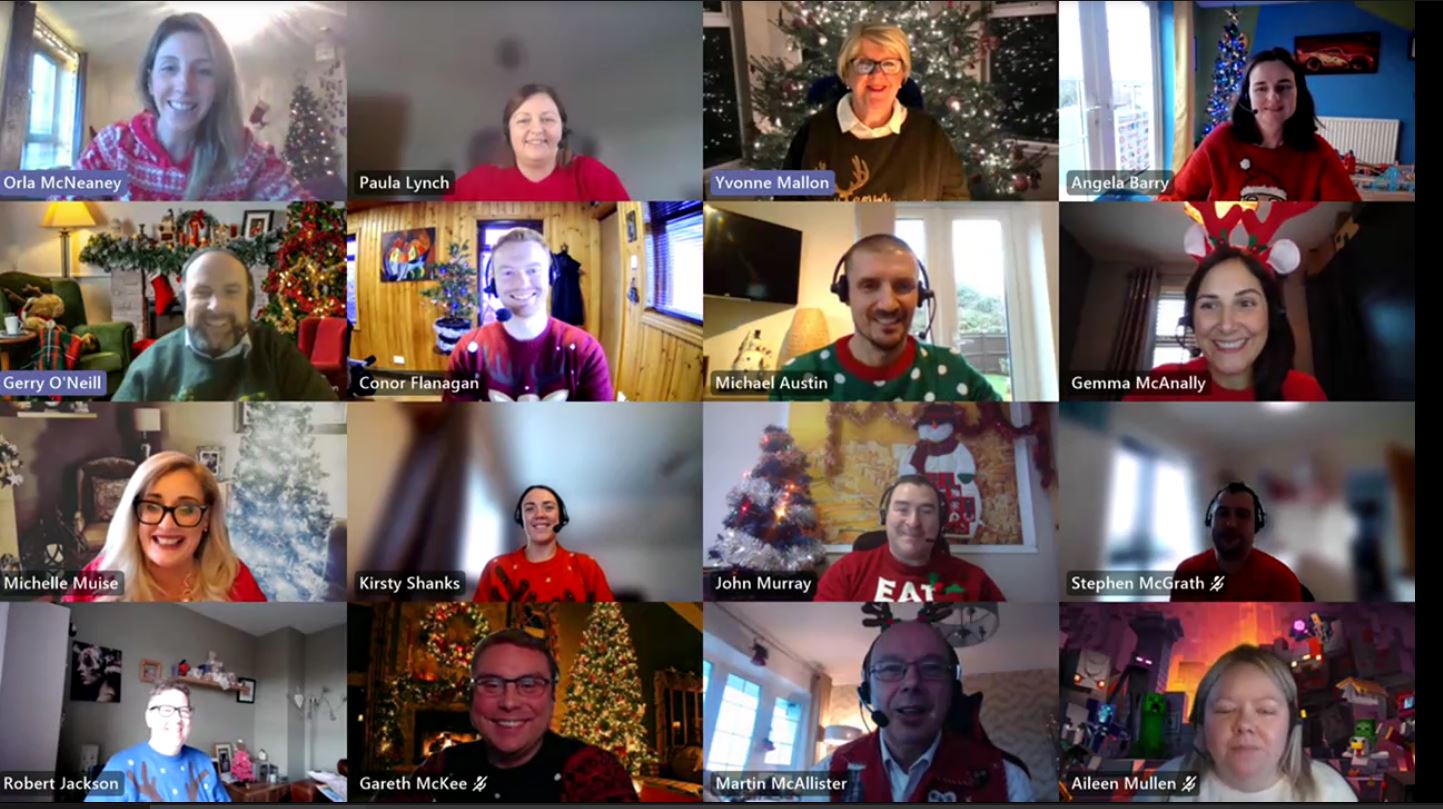 Orla McNeaney
Paula Lynch
Yvonne Mallon
Angela Barry
Gerry O'Neill
Conor Flanagan
Michael Austin
Gemma McAnally
EAT
Michelle Muise
Kirsty Shanks
John Murray
Stephen McGrath
Robert Jackson
Gareth McKee
Martin McAllister
Aileen Mullen